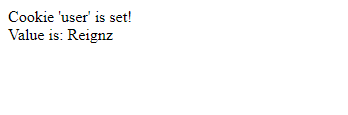 Cookie 'user' is set!
Value is: Reignz